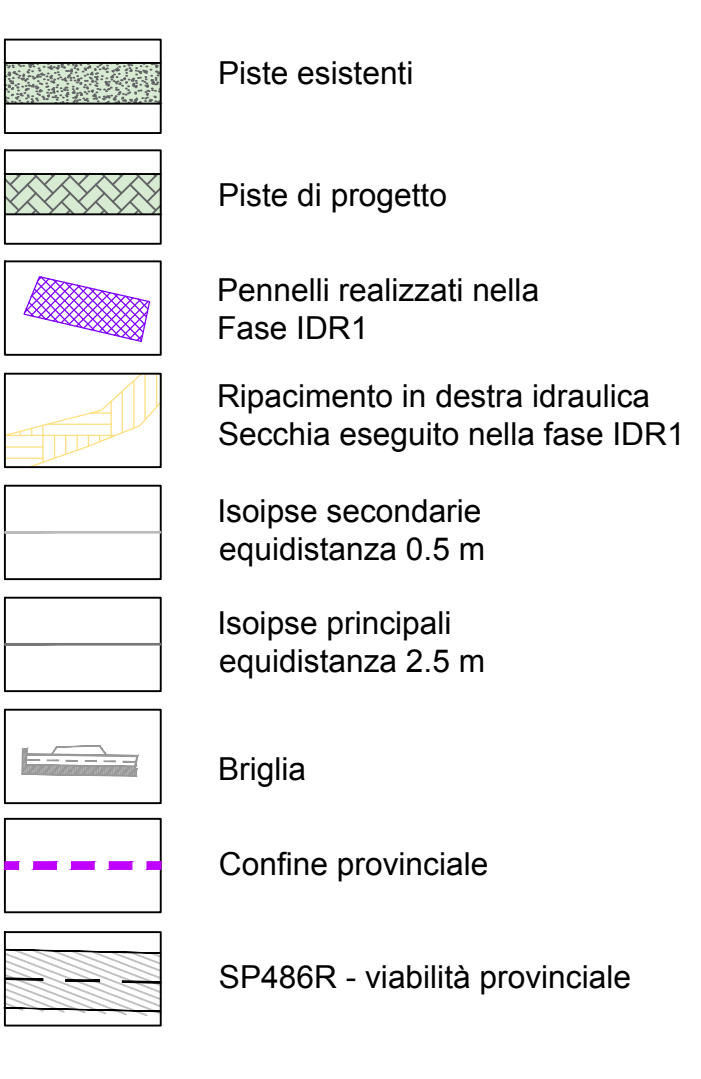 Piste esistenti
Piste di progetto
Pennelli realizzati nella
Fase IDR1
Ripacimento in destra idraulica
Secchia eseguito nella fase IDR1
Isoipse secondarie
equidistanza 0.5 m
Isoipse principali
equidistanza 2.5 m
Briglia
Confine provinciale
SP486R - viabilità provinciale